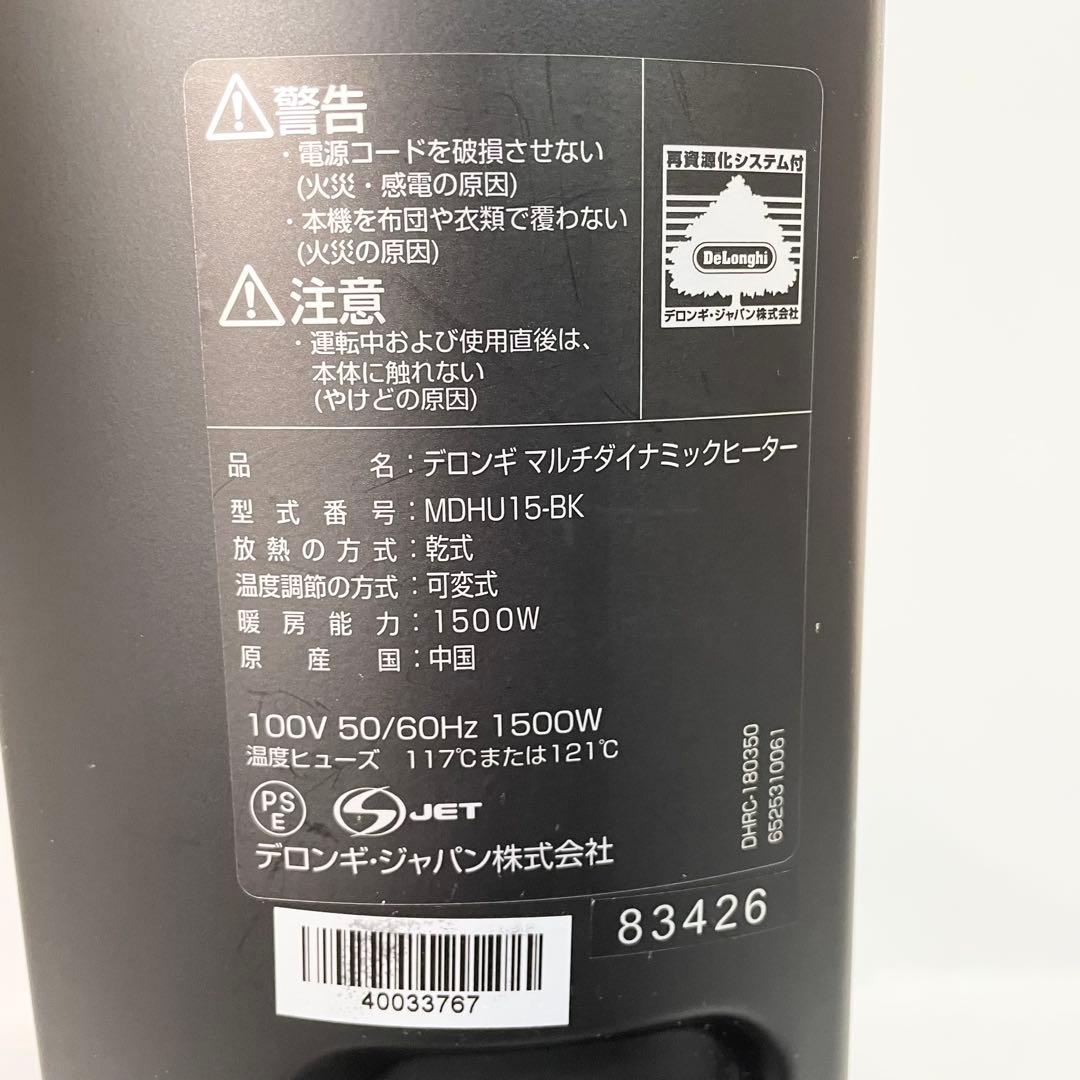 警告
・電源コードを破損させない
(火災・感電の原因)
・本機を布団や衣類で覆わない
(火災の原因)
注意
・運転中および使用直後は、
本体に触れない
(やけどの原因)
再資源化システム付
DeLonghi
デロンギ・ジャパン株式会社
品名：デロンギ マルチダイナミックヒーター
型式番号：MDHU15-BK
放熱の方式：乾式
温度調節の方式：可変式
暖房能力：1500W
原産国：中国
100V 50/60Hz 1500W
温度ヒューズ 117℃または121℃
PSE
JET
デロンギ・ジャパン株式会社
DHRC-180350
6525310061
83426
40033767